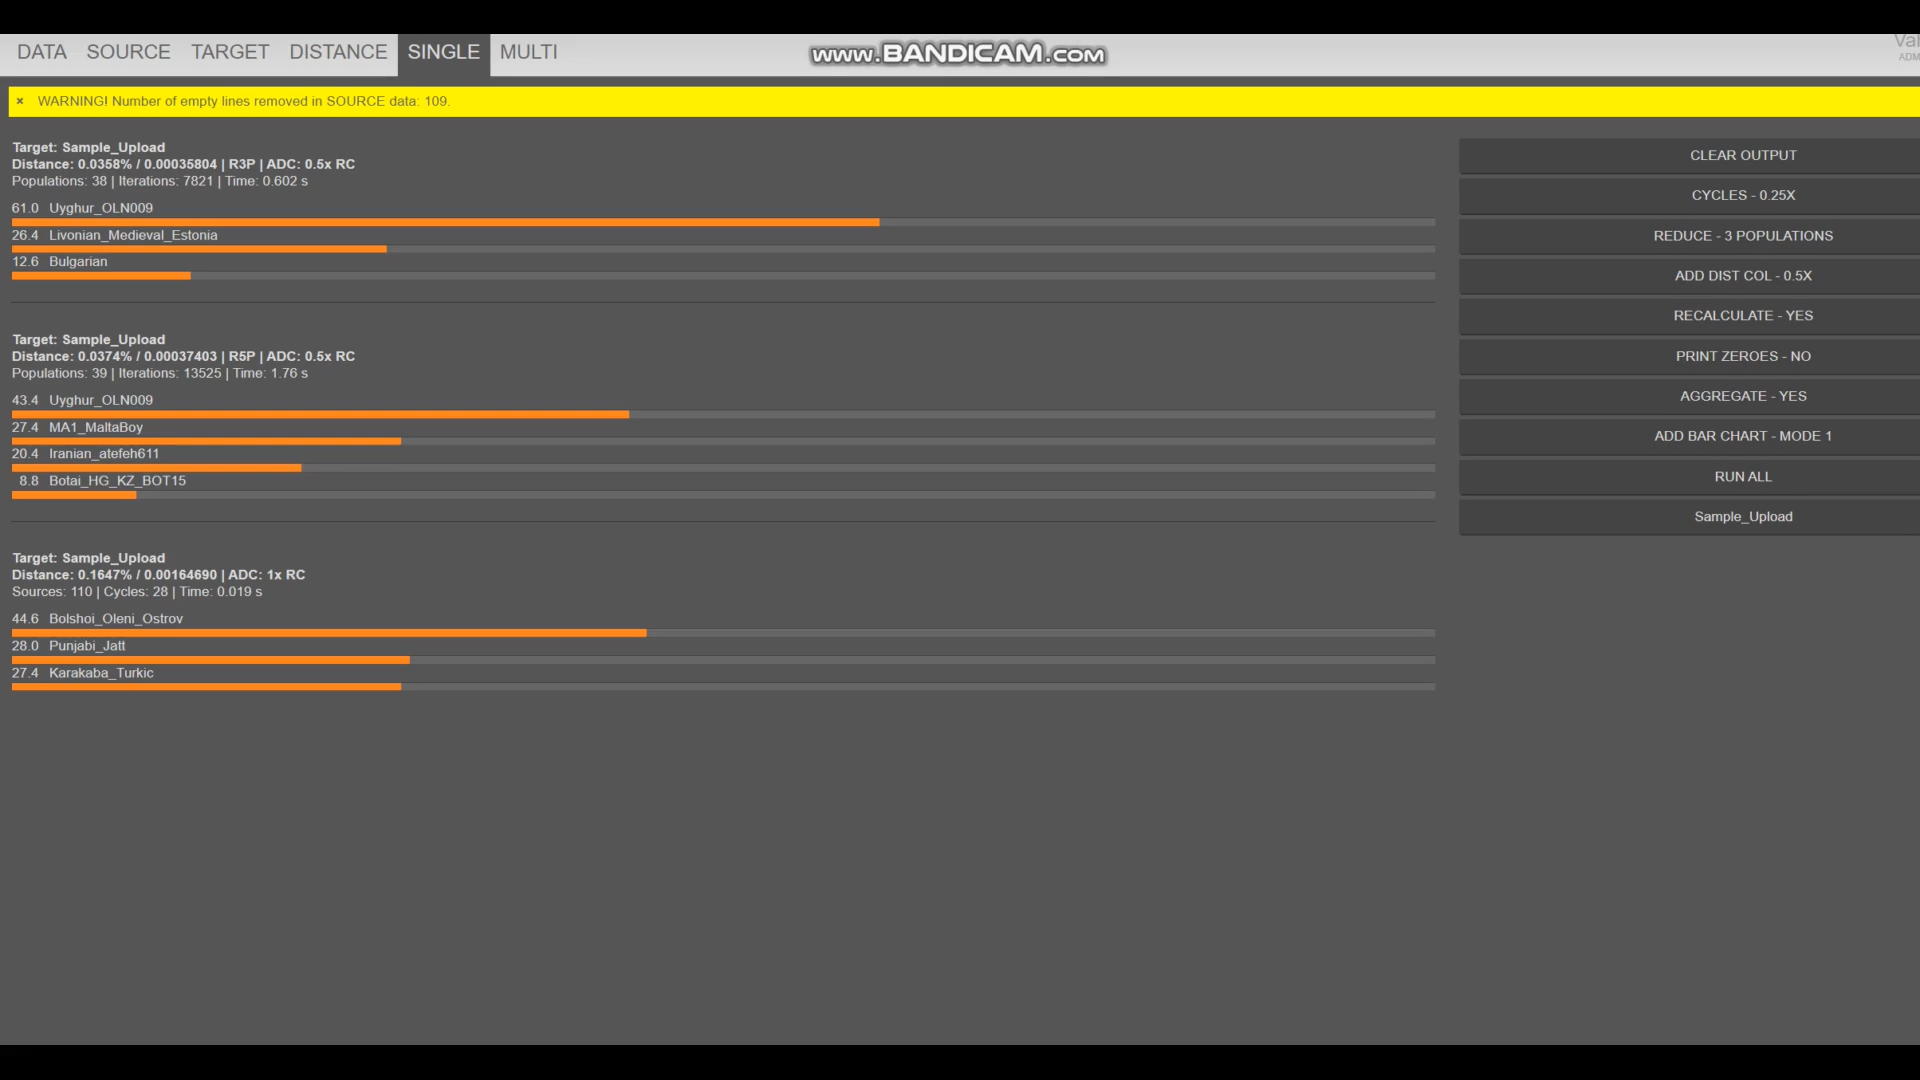 DATA SOURCE TARGET DISTANCE SINGLE MULTI
www.BANDICAM.com
× WARNING! Number of empty lines removed in SOURCE data: 109.
Target: Sample_Upload
Distance: 0.0358% / 0.00035804 | R3P | ADC: 0.5x RC
Populations: 38 | Iterations: 7821 | Time: 0.602 s
61.0 Uyghur_OLN009
26.4 Livonian_Medieval_Estonia
12.6 Bulgarian
Target: Sample_Upload
Distance: 0.0374% / 0.00037403 | R5P | ADC: 0.5x RC
Populations: 39 | Iterations: 13525 | Time: 1.76 s
43.4 Uyghur_OLN009
27.4 MA1_MaltaBoy
20.4 Iranian_atefeh611
8.8 Botai_HG_KZ_BOT15
Target: Sample_Upload
Distance: 0.1647% / 0.00164690 | ADC: 1x RC
Sources: 110 | Cycles: 28 | Time: 0.019 s
44.6 Bolshoi_Oleni_Ostrov
28.0 Punjabi_Jatt
27.4 Karakaba_Turkic
CLEAR OUTPUT
CYCLES - 0.25X
REDUCE - 3 POPULATIONS
ADD DIST COL - 0.5X
RECALCULATE - YES
PRINT ZEROES - NO
AGGREGATE - YES
ADD BAR CHART - MODE 1
RUN ALL
Sample_Upload